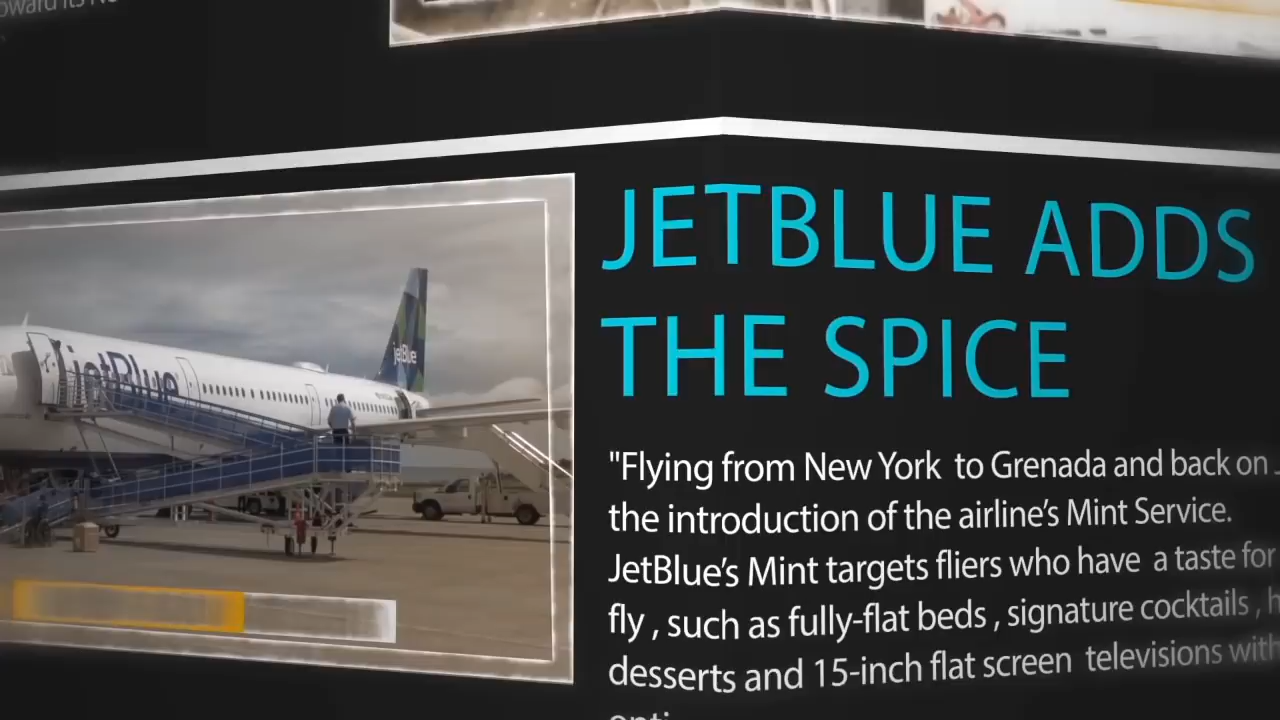 jetBlue
jetBlue
JETBLUE ADDS
THE SPICE
"Flying from New York to Grenada and back on
the introduction of the airline's Mint Service.
JetBlue's Mint targets fliers who have a taste for
fly , such as fully-flat beds , signature cocktails ,
desserts and 15-inch flat screen televisions with